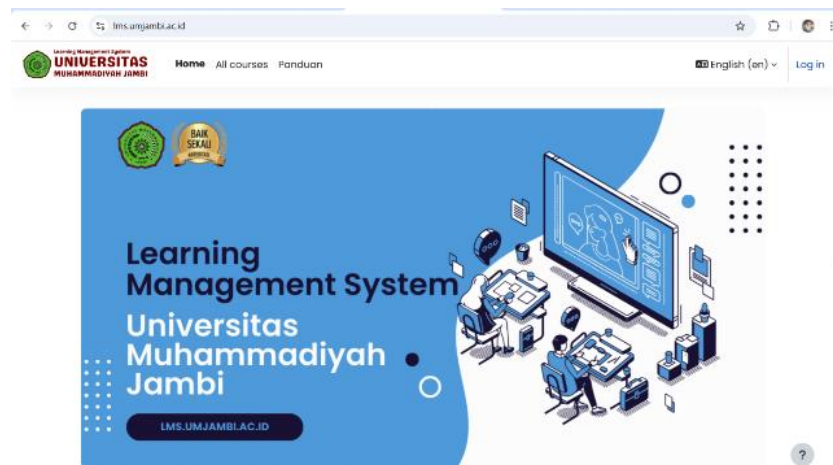 lms.umjambi.ac.id
Learning Management System
UNIVERSITAS
MUHAMMADIYAH JAMBI
Home All courses Panduan
English (en)
Log in
BAIK
SEKALI
Learning
Management System
Universitas
Muhammadiyah
Jambi
LMS.UMJAMBI.AC.ID
?